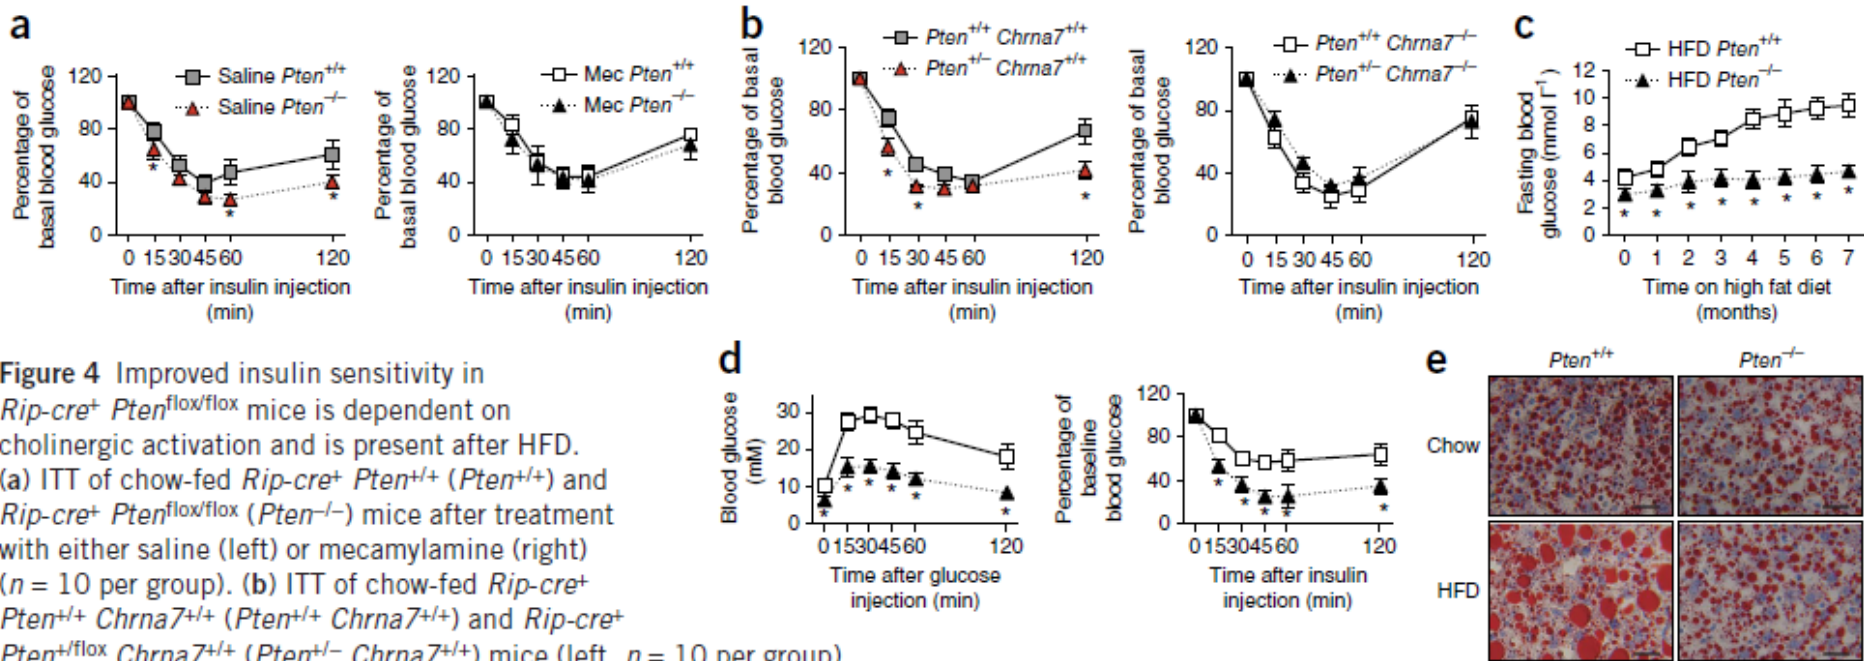 a
Percentage of
basal blood glucose
120
80
40
0
Saline Pten+/+
Saline Pten−/−
*
*
*
0 15 30 45 60 120
Time after insulin injection
(min)
Percentage of
basal blood glucose
120
80
40
0
Mec Pten+/+
Mec Pten−/−
0 15 30 45 60 120
Time after insulin injection
(min)
b
Percentage of basal
blood glucose
120
80
40
0
Pten+/+ Chrna7+/+
Pten+/− Chrna7+/+
*
*
*
0 15 30 45 60 120
Time after insulin injection
(min)
Percentage of basal
blood glucose
120
80
40
0
Pten+/+ Chrna7−/−
Pten+/− Chrna7−/−
0 15 30 45 60 120
Time after insulin injection
(min)
c
Fasting blood
glucose (mmol l−1)
12
10
8
6
4
2
0
HFD Pten+/+
HFD Pten−/−
* * * * * * * *
0 1 2 3 4 5 6 7
Time on high fat diet
(months)
Figure 4 Improved insulin sensitivity in
Rip-cre+ Ptenflox/flox mice is dependent on
cholinergic activation and is present after HFD.
(a) ITT of chow-fed Rip-cre+ Pten+/+ (Pten+/+) and
Rip-cre+ Ptenflox/flox (Pten−/−) mice after treatment
with either saline (left) or mecamylamine (right)
(n = 10 per group). (b) ITT of chow-fed Rip-cre+
Pten+/+ Chrna7+/+ (Pten+/+ Chrna7+/+) and Rip-cre+
Pten+/flox Chrna7+/+ (Pten+/− Chrna7+/+) mice (left, n = 10 per group)
d
Blood glucose
(mM)
30
20
10
0
* * * * * *
0 15 30 45 60 120
Time after glucose
injection (min)
Percentage of
baseline
blood glucose
120
80
40
0
* * * * *
0 15 30 45 60 120
Time after insulin
injection (min)
e
Pten+/+ Pten−/−
Chow
HFD